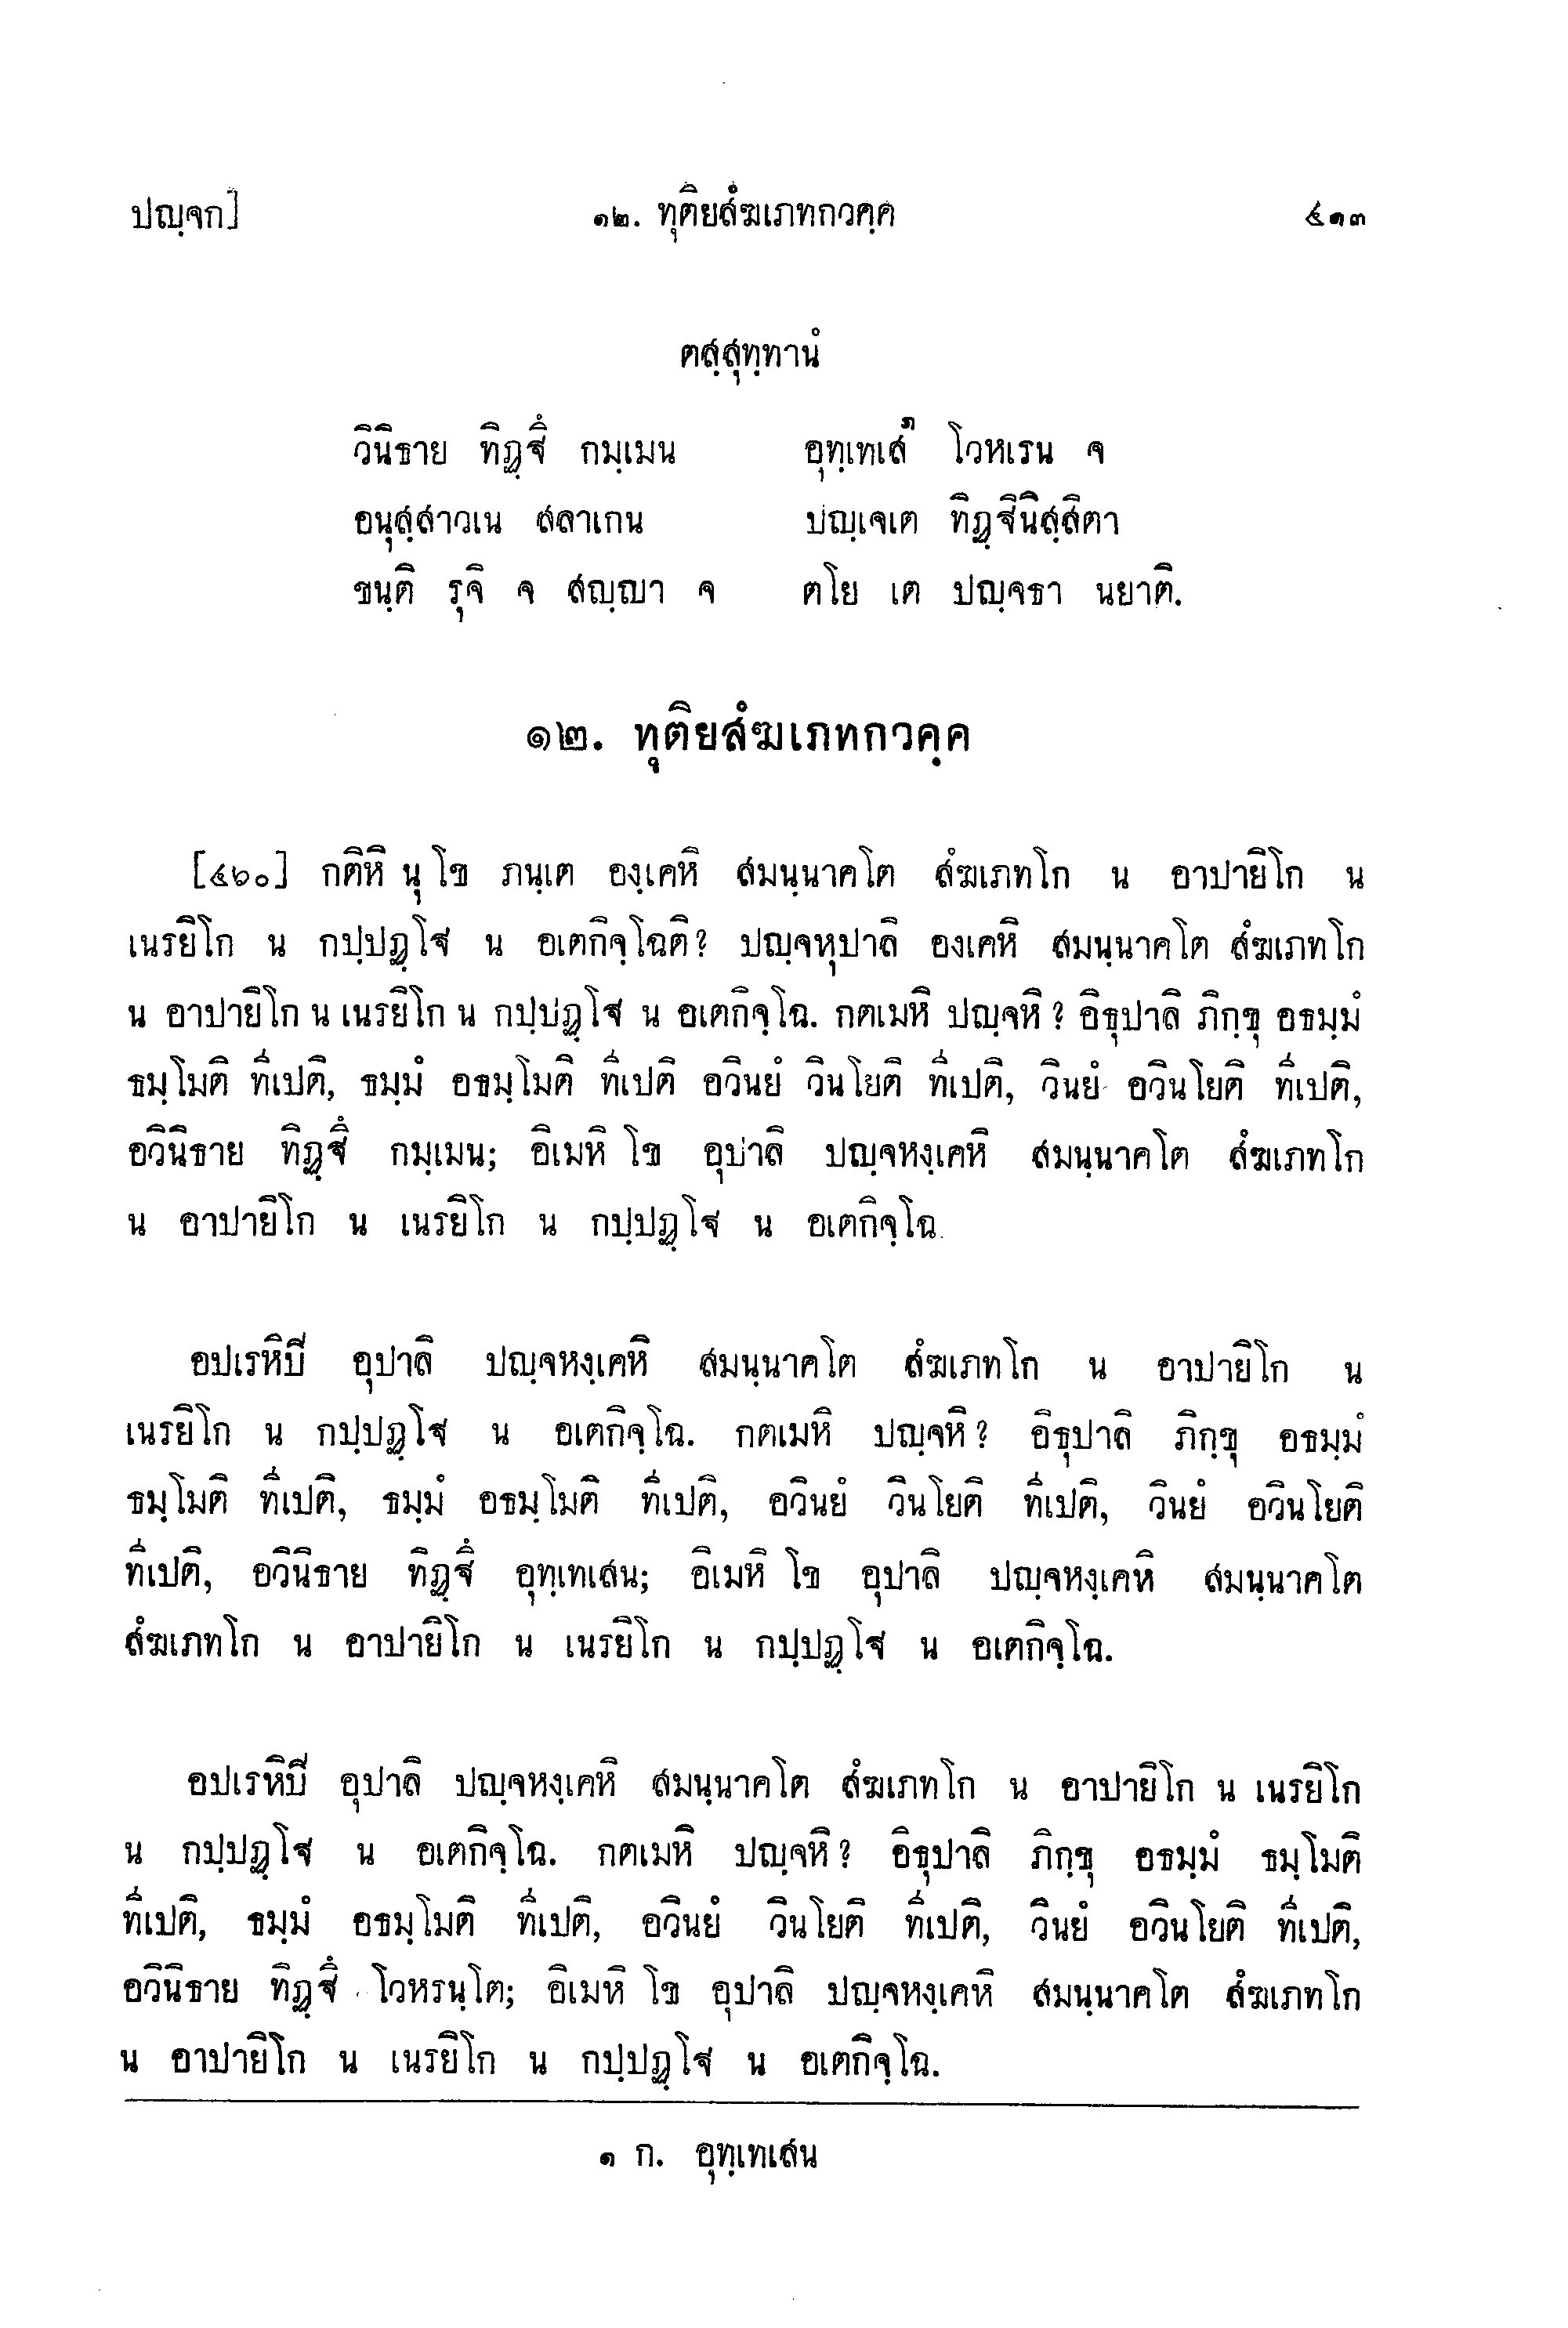 ปญฺจก] ๑๒. ทุติยสํฆเภทกวคฺค ๕๑๓
ตสฺสุทฺทานํ
วินิธาย ทิฏฺฐึ กมฺเมน อุทฺเทเส๑ โวหเรน จ
อนุสฺสาวเน สลาเกน ปญฺเจเต ทิฏฺฐินิสฺสิตา
ขนฺติ รุจิ จ สญฺญา จ ตโย เต ปญฺจธา นยาติ.
๑๒. ทุติยสํฆเภทกวคฺค
[๔๖๐] กติหิ นุ โข ภนฺเต องฺเคหิ สมนฺนาคโต สํฆเภทโก น อาปายิโก น
เนรยิโก น กปฺปฏฺโฐ น อเตกิจฺโฉติ? ปญฺจหุปาลิ องเคหิ สมนฺนาคโต สํฆเภทโก
น อาปายิโก น เนรยิโก น กปฺปฏฺโฐ น อเตกิจฺโฉ. กตเมหิ ปญฺจหิ? อิธุปาลิ ภิกฺขุ อธมฺมํ
ธมฺโมติ ทีเปติ, ธมฺมํ อธมฺโมติ ทีเปติ อวินยํ วินโยติ ทีเปติ, วินยํ อวินโยติ ทีเปติ,
อวินิธาย ทิฏฺฐึ กมฺเมน; อิเมหิ โข อุปาลิ ปญฺจหงฺเคหิ สมนฺนาคโต สํฆเภทโก
น อาปายิโก น เนรยิโก น กปฺปฏฺโฐ น อเตกิจฺโฉ.
อปเรหิปิ อุปาลิ ปญฺจหงฺเคหิ สมนฺนาคโต สํฆเภทโก น อาปายิโก น
เนรยิโก น กปฺปฏฺโฐ น อเตกิจฺโฉ. กตเมหิ ปญฺจหิ? อิธุปาลิ ภิกฺขุ อธมฺมํ
ธมฺโมติ ทีเปติ, ธมฺมํ อธมฺโมติ ทีเปติ, อวินยํ วินโยติ ทีเปติ, วินยํ อวินโยติ
ทีเปติ, อวินิธาย ทิฏฺฐึ อุทฺเทเสน; อิเมหิ โข อุปาลิ ปญฺจหงฺเคหิ สมนฺนาคโต
สํฆเภทโก น อาปายิโก น เนรยิโก น กปฺปฏฺโฐ น อเตกิจฺโฉ.
อปเรหิปิ อุปาลิ ปญฺจหงฺเคหิ สมนฺนาคโต สํฆเภทโก น อาปายิโก น เนรยิโก
น กปฺปฏฺโฐ น อเตกิจฺโฉ. กตเมหิ ปญฺจหิ? อิธุปาลิ ภิกฺขุ อธมฺมํ ธมฺโมติ
ทีเปติ, ธมฺมํ อธมฺโมติ ทีเปติ, อวินยํ วินโยติ ทีเปติ, วินยํ อวินโยติ ทีเปติ,
อวินิธาย ทิฏฺฐึ โวหรนฺโต; อิเมหิ โข อุปาลิ ปญฺจหงฺเคหิ สมนฺนาคโต สํฆเภทโก
น อาปายิโก น เนรยิโก น กปฺปฏฺโฐ น อเตกิจฺโฉ.
๑ ก. อุทฺเทเสน